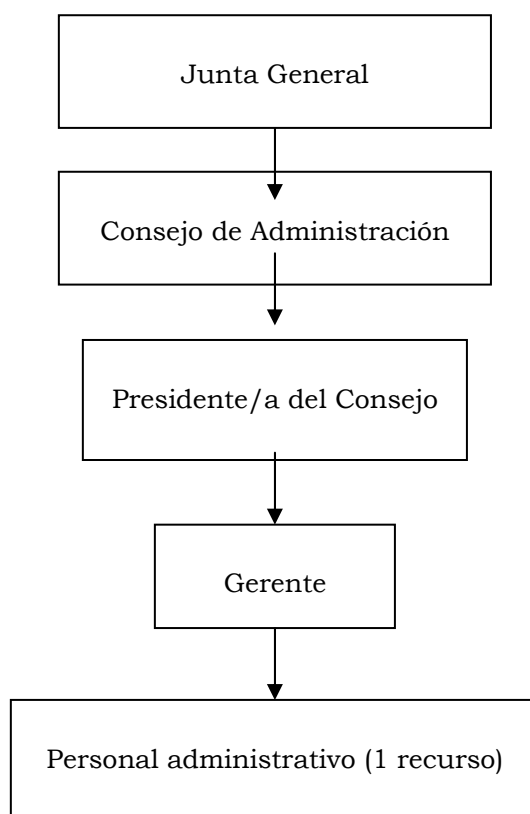 Junta General
Consejo de Administración
Presidente/a del Consejo
Gerente
Personal administrativo (1 recurso)